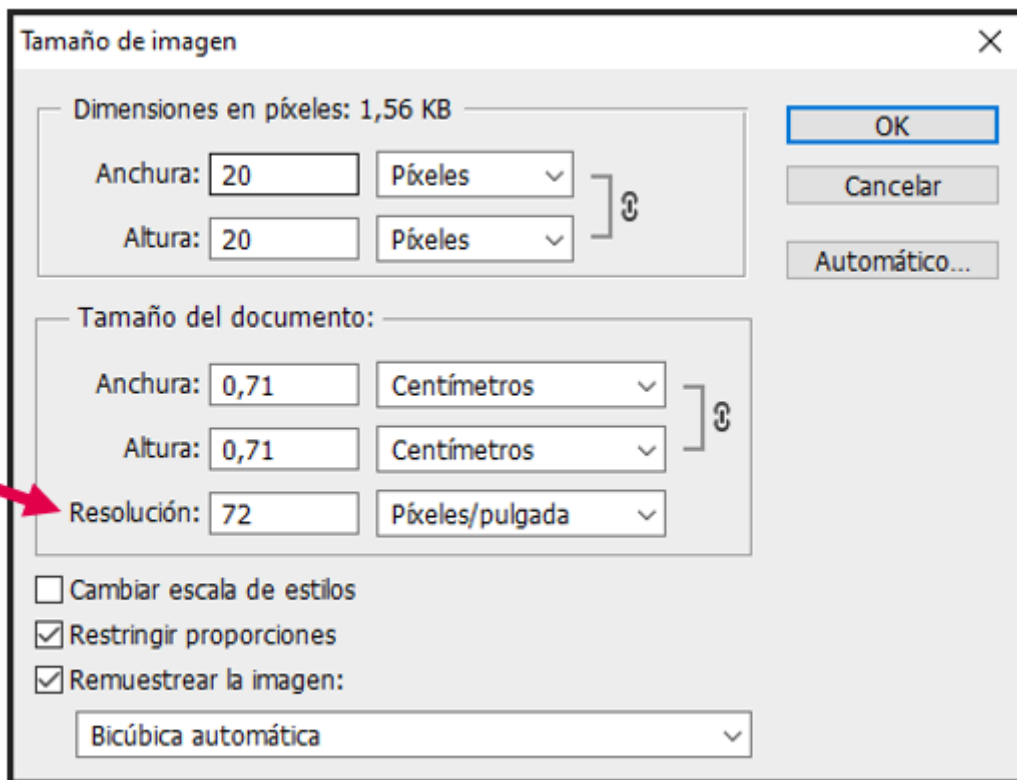 Tamaño de imagen
Dimensiones en píxeles: 1,56 KB
OK
Anchura: 20 Píxeles
Cancelar
Altura: 20 Píxeles
Automático...
Tamaño del documento:
Anchura: 0,71 Centímetros
Altura: 0,71 Centímetros
Resolución: 72 Píxeles/pulgada
Cambiar escala de estilos
Restringir proporciones
Remuestrear la imagen:
Bicúbica automática